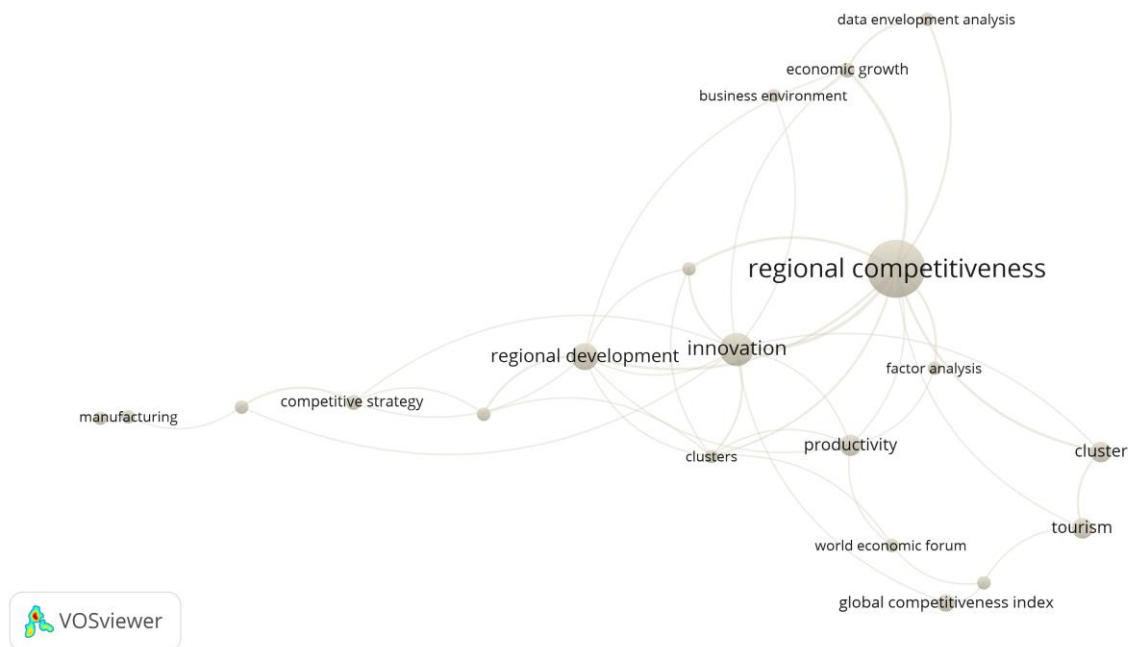 data envelopment analysis
economic growth
business environment
regional competitiveness
innovation
regional development
factor analysis
competitive strategy
manufacturing
productivity
clusters
cluster
tourism
world economic forum
global competitiveness index
VOSviewer